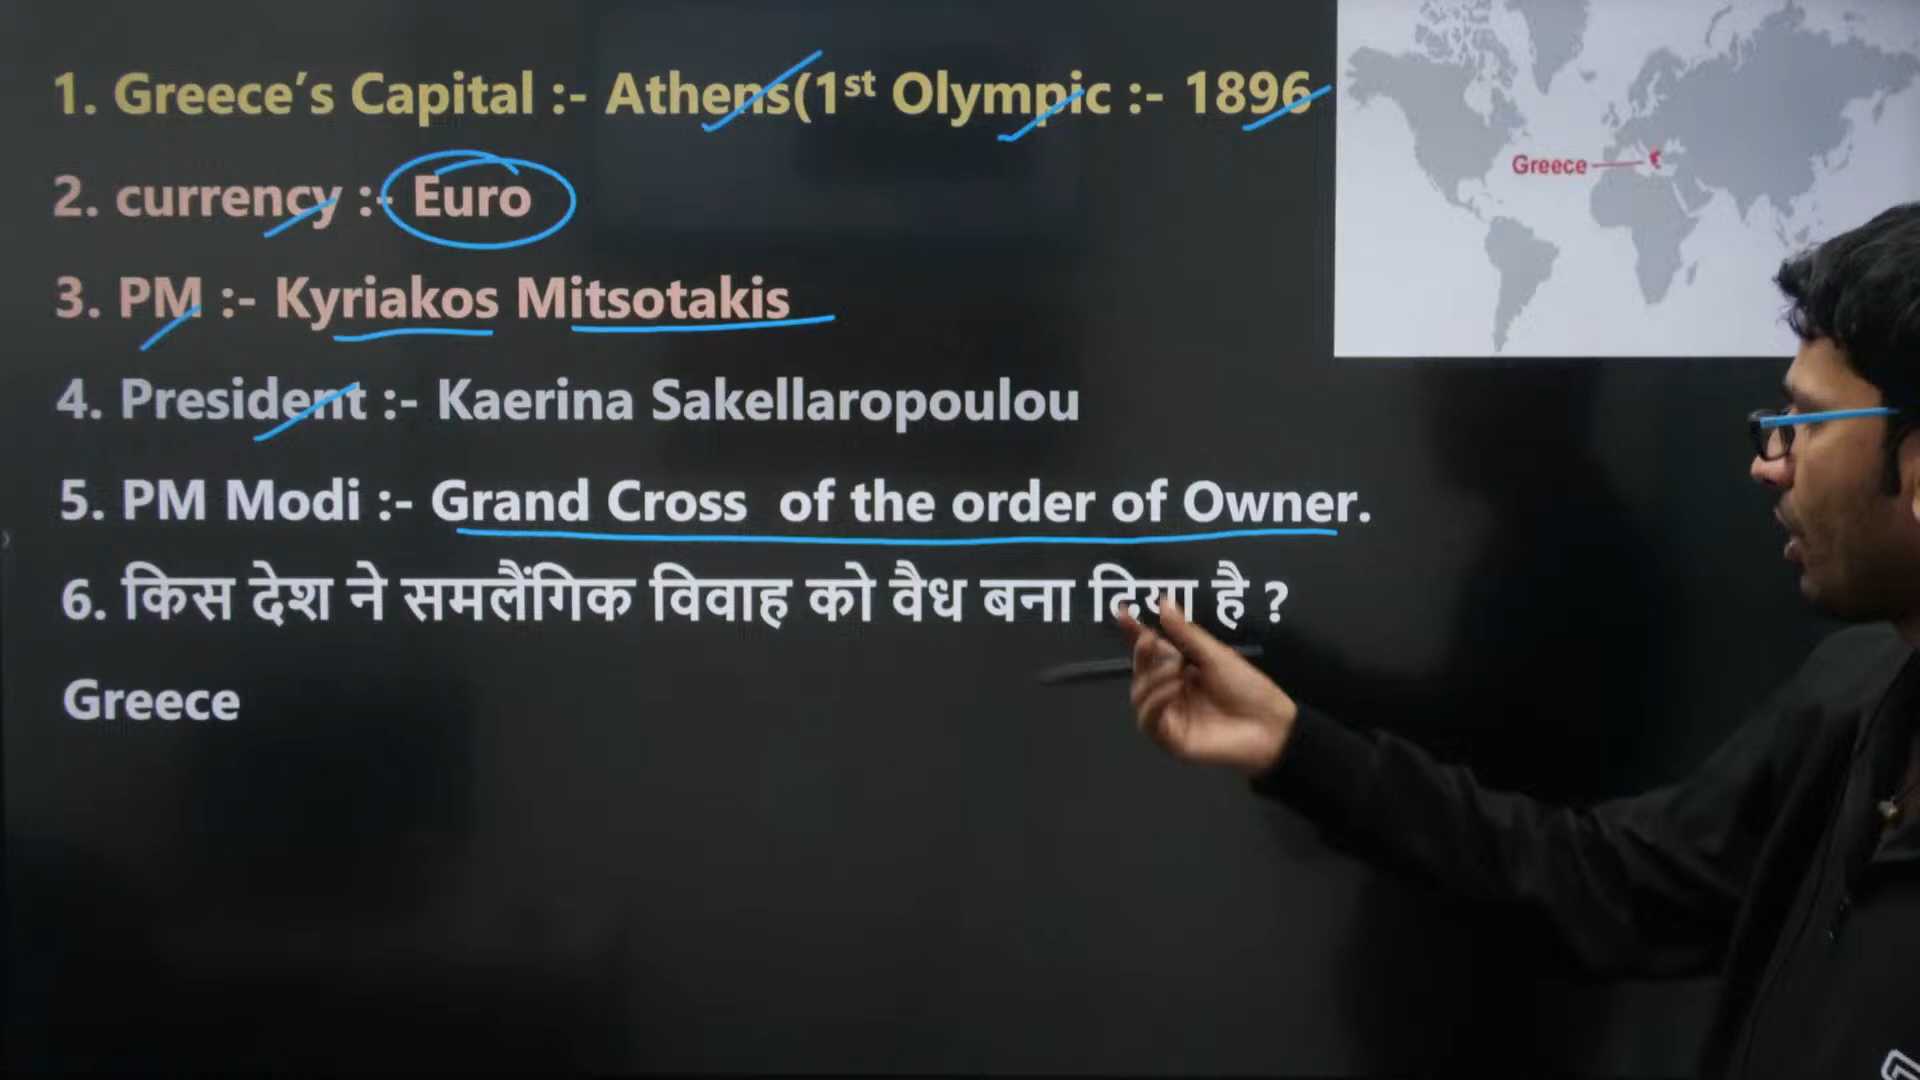 1. Greece’s Capital :- Athens(1st Olympic :- 1896
Greece
2. currency :- Euro
3. PM :- Kyriakos Mitsotakis
4. President :- Kaerina Sakellaropoulou
5. PM Modi :- Grand Cross of the order of Owner.
6. किस देश ने समलैंगिक विवाह को वैध बना दिया है ?
Greece